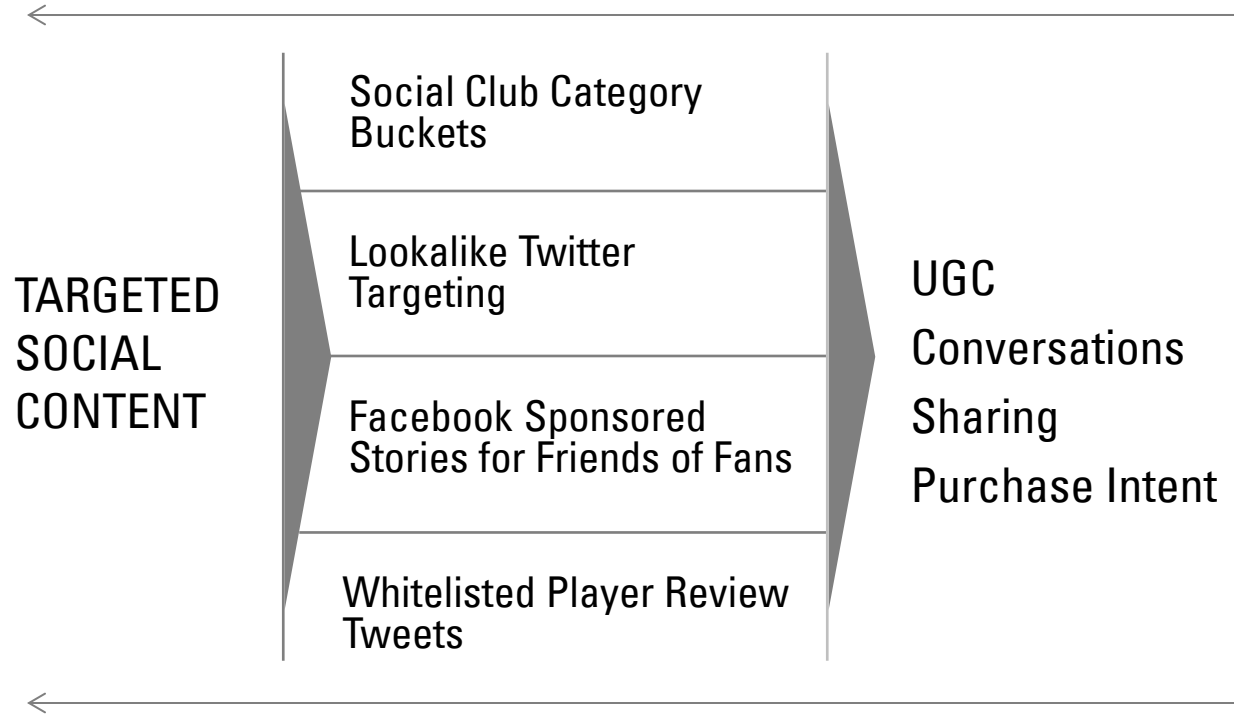 TARGETED
SOCIAL
CONTENT
Social Club Category
Buckets
Lookalike Twitter
Targeting
Facebook Sponsored
Stories for Friends of Fans
Whitelisted Player Review
Tweets
UGC
Conversations
Sharing
Purchase Intent